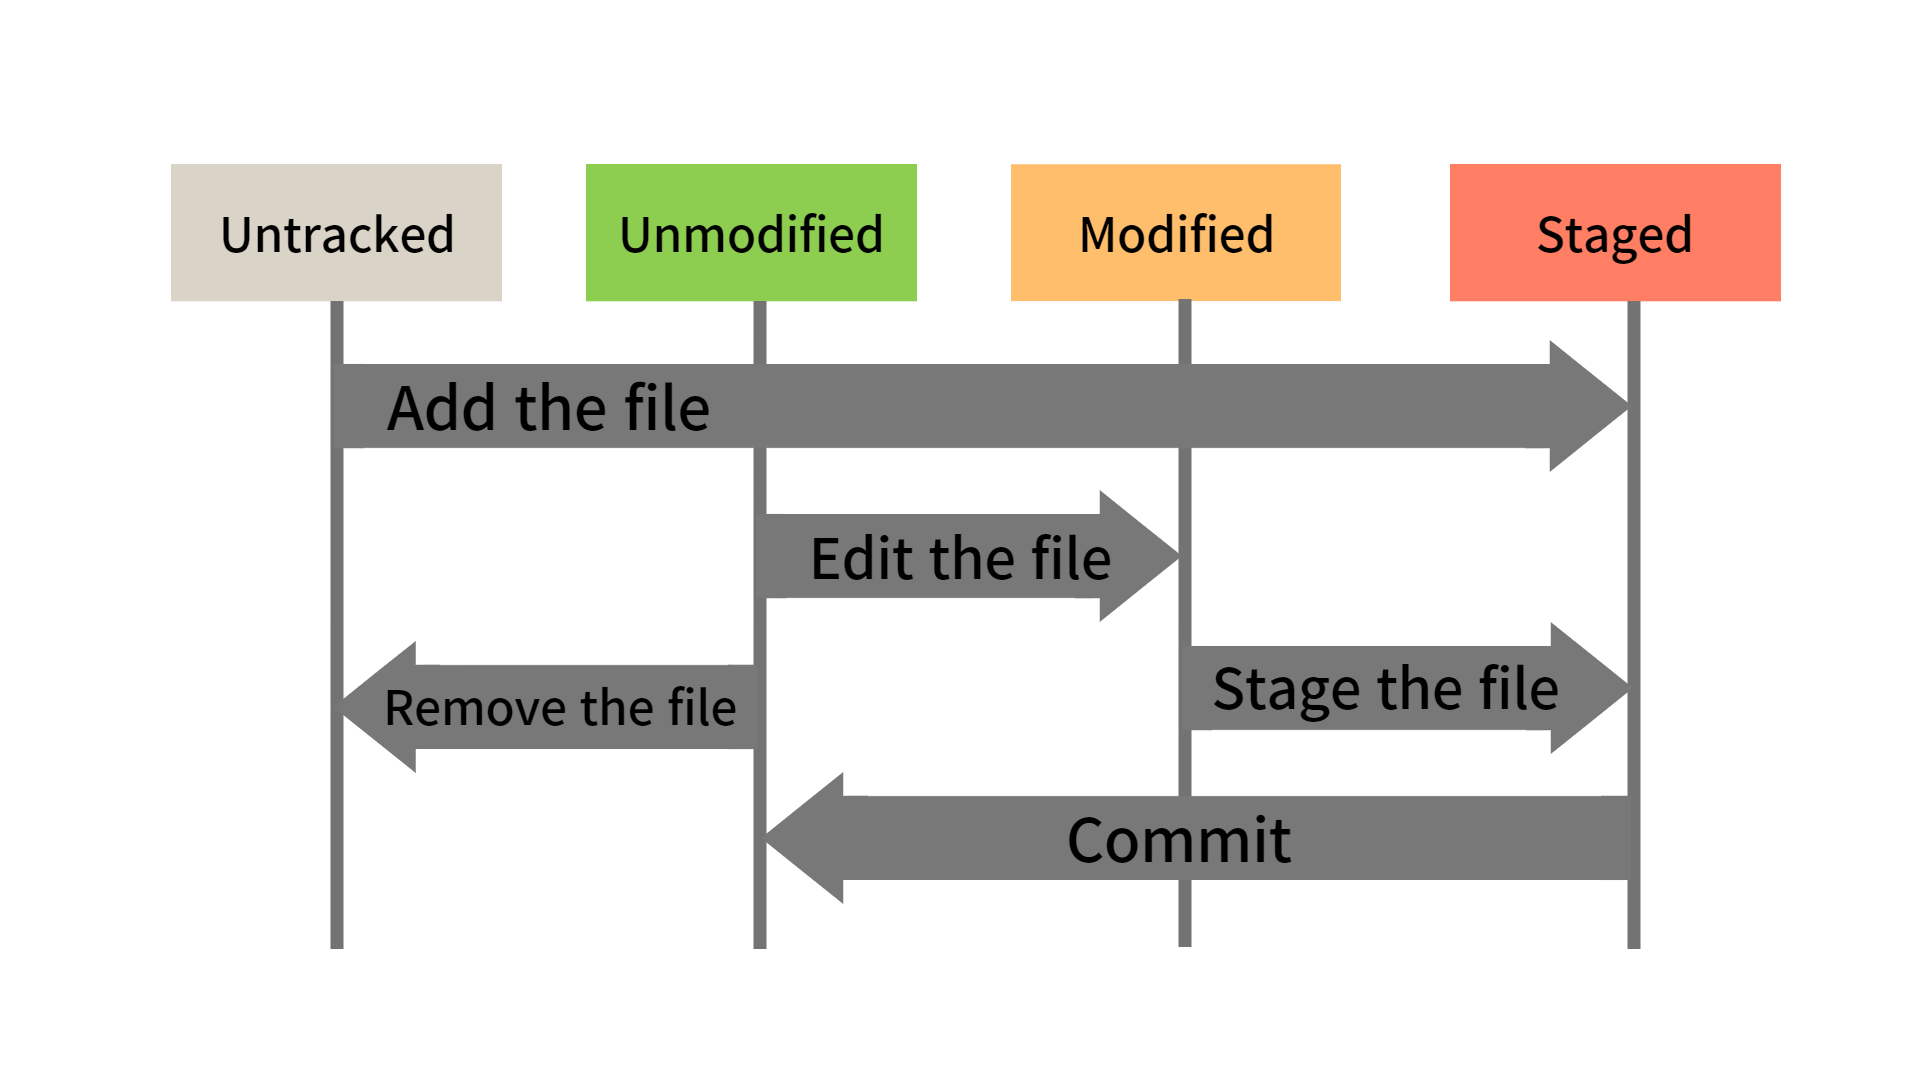 Untracked
Unmodified
Modified
Staged
Add the file
Edit the file
Remove the file
Stage the file
Commit